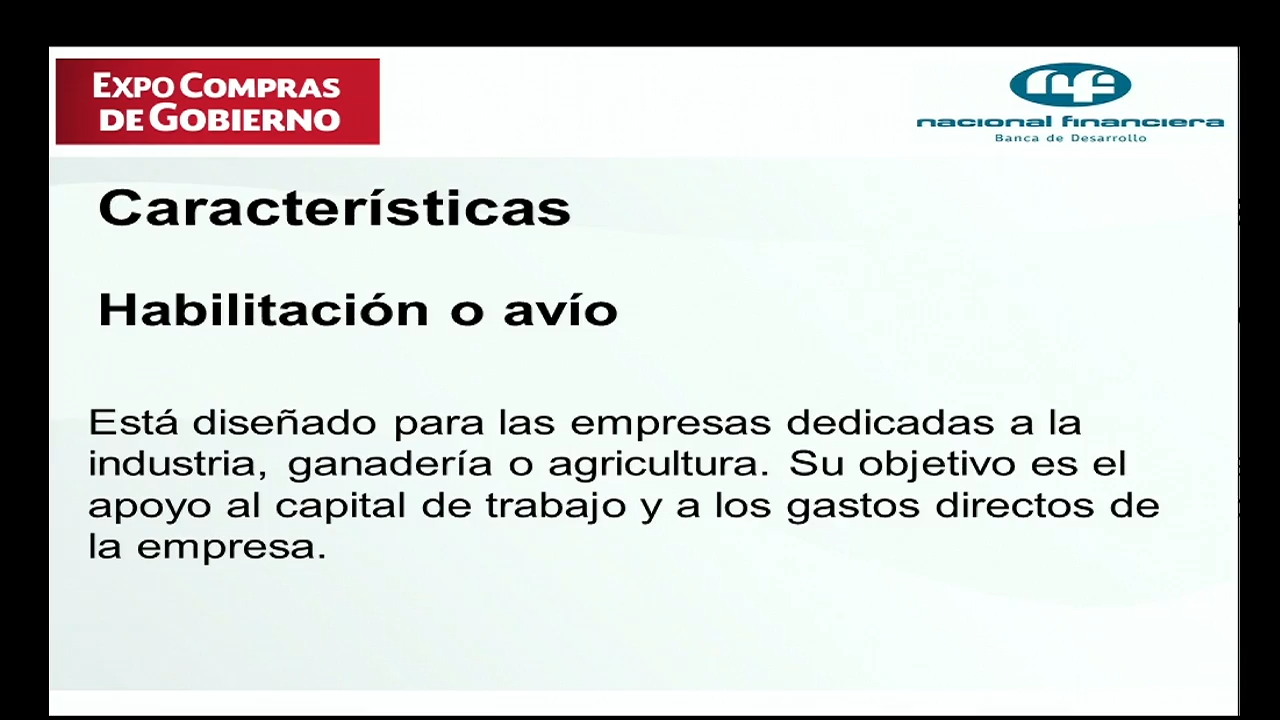 EXPO COMPRAS
DE GOBIERNO
nacional financiera
Banca de Desarrollo
Características
Habilitación o avío
Está diseñado para las empresas dedicadas a la
industria, ganadería o agricultura. Su objetivo es el
apoyo al capital de trabajo y a los gastos directos de
la empresa.